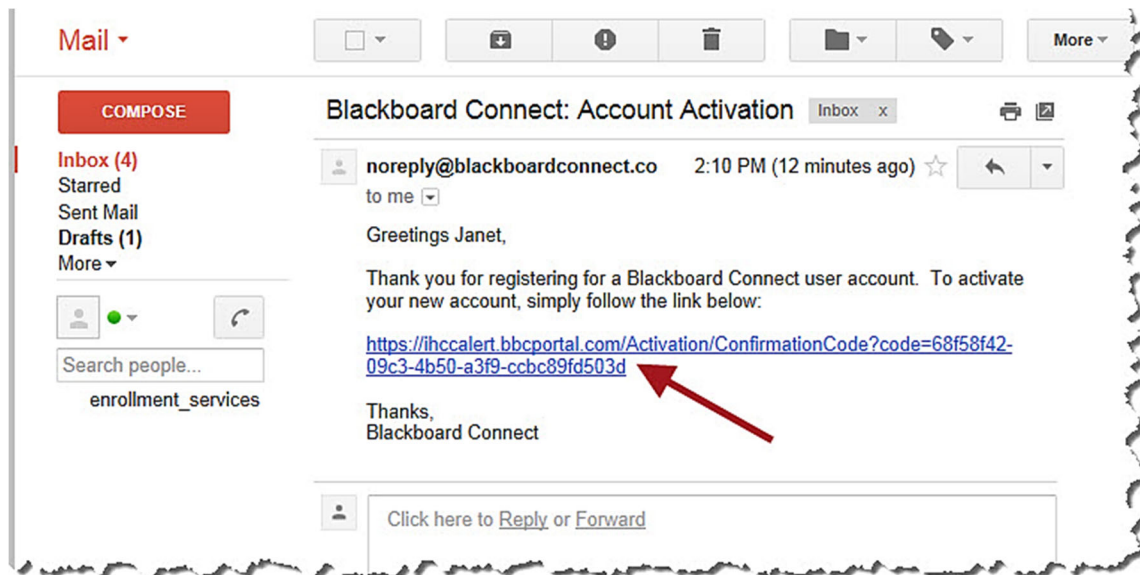 Mail
More
COMPOSE
Blackboard Connect: Account Activation Inbox x
Inbox (4)
Starred
Sent Mail
Drafts (1)
More
Search people...
enrollment_services
noreply@blackboardconnect.co 2:10 PM (12 minutes ago)
to me
Greetings Janet,
Thank you for registering for a Blackboard Connect user account. To activate
your new account, simply follow the link below:
https://ihccalert.bbcportal.com/Activation/ConfirmationCode?code=68f58f42-
09c3-4b50-a3f9-ccbc89fd503d
Thanks,
Blackboard Connect
Click here to Reply or Forward